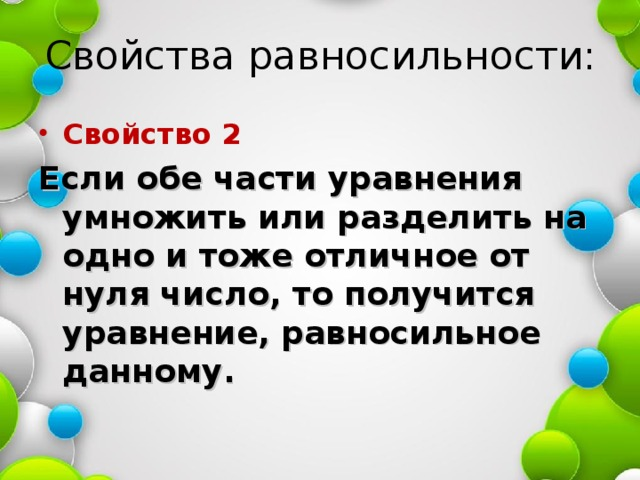 Свойства равносильности:
• Свойство 2
Если обе части уравнения
умножить или разделить на
одно и тоже отличное от
нуля число, то получится
уравнение, равносильное
данному.